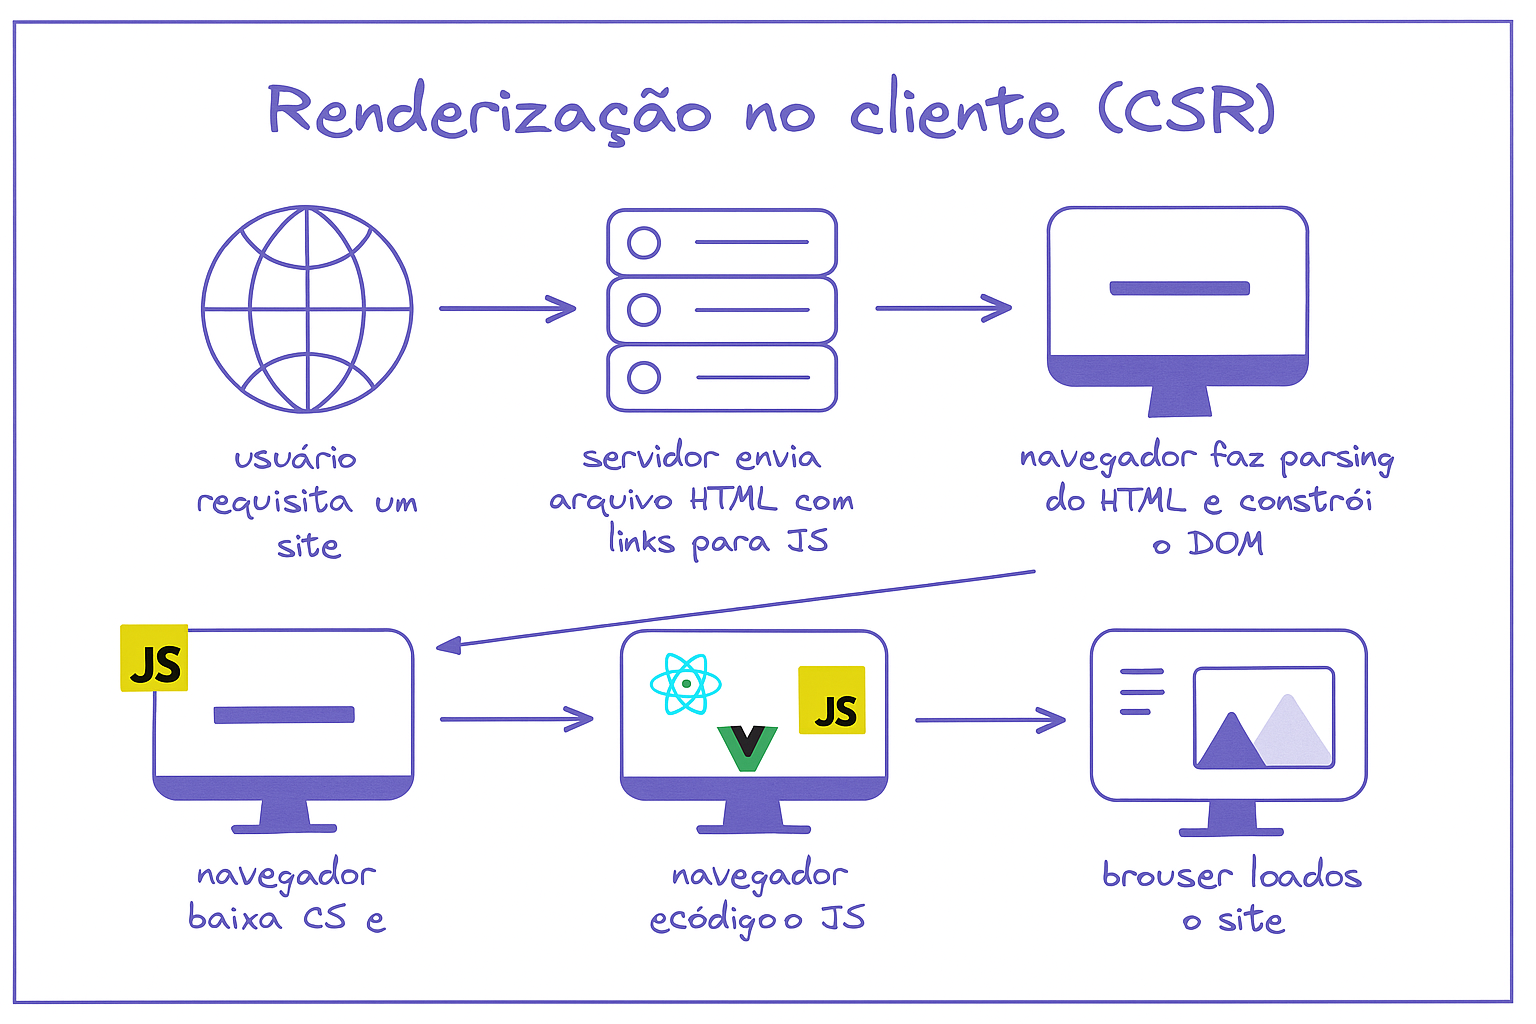 Renderização no cliente (CSR)
usuário
requisita um
site
servidor envia
arquivo HTML com
links para JS
navegador faz parsing
do HTML e constrói
o DOM
JS
navegador
baixa CS e
JS
navegador
ecódigo o JS
brouser loados
o site